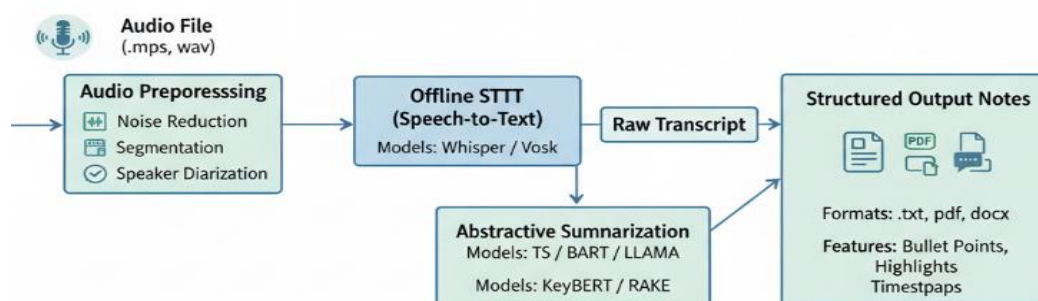 Audio File
(.mps, wav)
Audio Preporesssing
Noise Reduction
Segmentation
Speaker Diarization
Offline STTT
(Speech-to-Text)
Models: Whisper / Vosk
Raw Transcript
Abstractive Sumnarization
Models: TS / BART / LLAMA
Models: KeyBERT / RAKE
Structured Output Notes
PDF
Formats: .txt, pdf, docx
Features: Bullet Points,
Highlights
Timestpaps